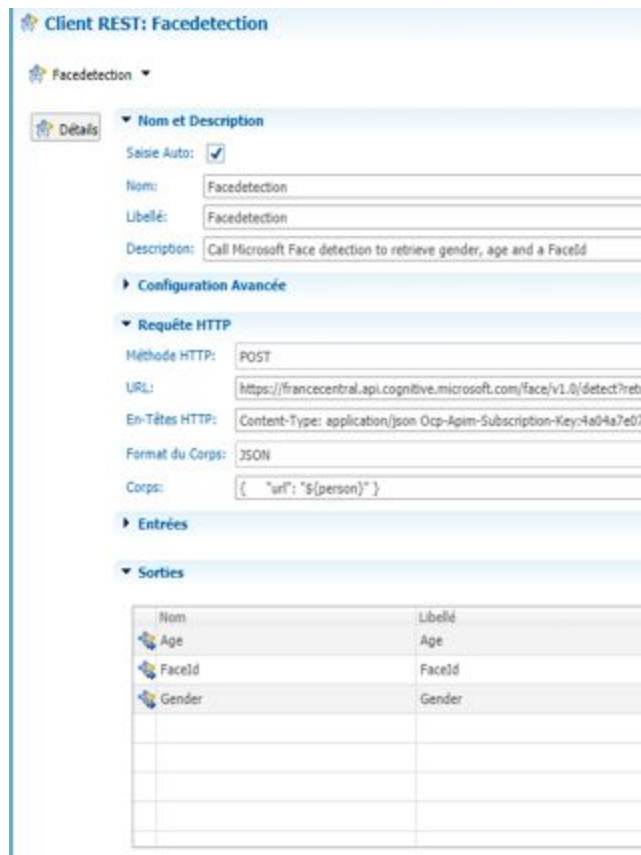 Client REST: Facedetection
Facedetection
Détails
Nom et Description
Saisie Auto:
Nom: Facedetection
Libellé: Facedetection
Description: Call Microsoft Face detection to retrieve gender, age and a FaceId
Configuration Avancée
Requête HTTP
Méthode HTTP: POST
URL: https://francecentral.api.cognitive.microsoft.com/face/v1.0/detect?retu
En-Têtes HTTP: Content-Type: application/json Ocp-Apim-Subscription-Key:4a04a7e07
Format du Corps: JSON
Corps: { "url": "${person}" }
Entrées
Sorties
Nom Libellé
Age Age
FaceId FaceId
Gender Gender